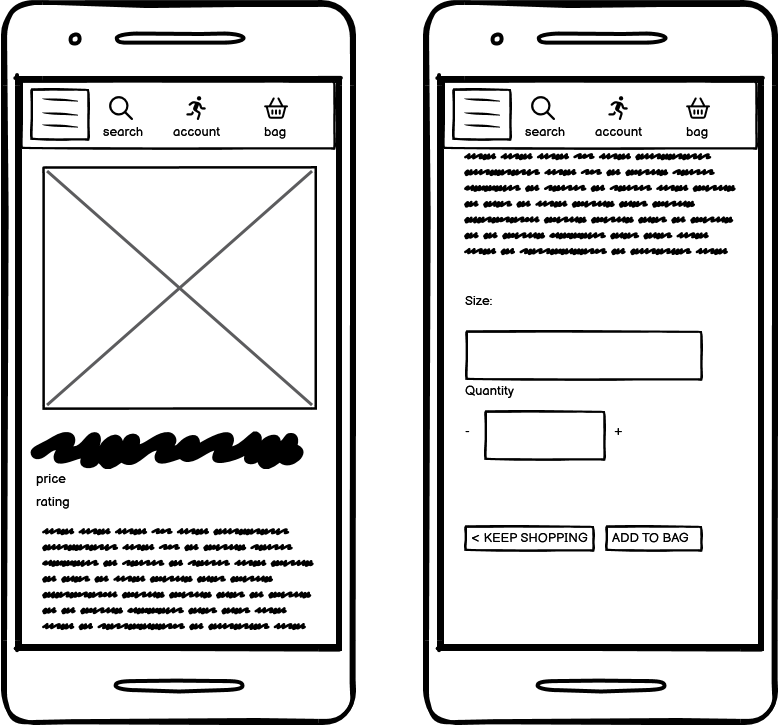 search account bag
price
rating
search account bag
Size:
Quantity
- +
< KEEP SHOPPING ADD TO BAG